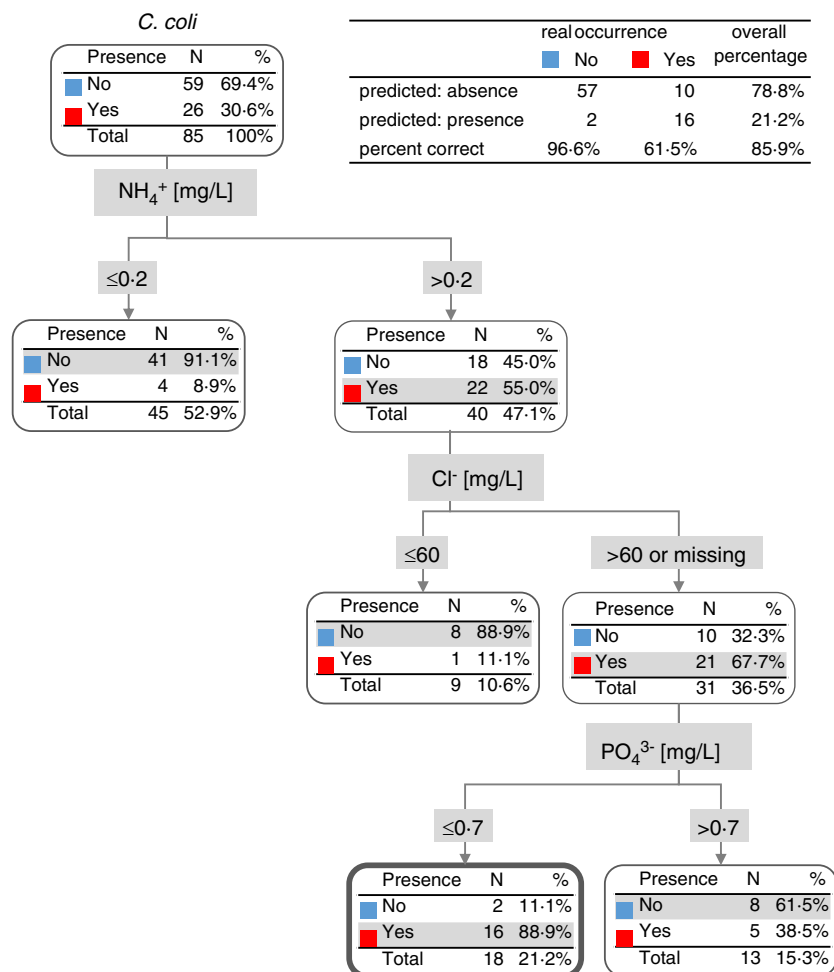 C. coli
Presence N %
No 59 69·4%
Yes 26 30·6%
Total 85 100%
real occurrence overall
No Yes percentage
predicted: absence 57 10 78·8%
predicted: presence 2 16 21·2%
percent correct 96·6% 61·5% 85·9%
NH₄⁺ [mg/L]
≤0·2
>0·2
Presence N %
No 41 91·1%
Yes 4 8·9%
Total 45 52·9%
Presence N %
No 18 45·0%
Yes 22 55·0%
Total 40 47·1%
Cl⁻ [mg/L]
≤60
>60 or missing
Presence N %
No 8 88·9%
Yes 1 11·1%
Total 9 10·6%
Presence N %
No 10 32·3%
Yes 21 67·7%
Total 31 36·5%
PO₄³⁻ [mg/L]
≤0·7
>0·7
Presence N %
No 2 11·1%
Yes 16 88·9%
Total 18 21·2%
Presence N %
No 8 61·5%
Yes 5 38·5%
Total 13 15·3%